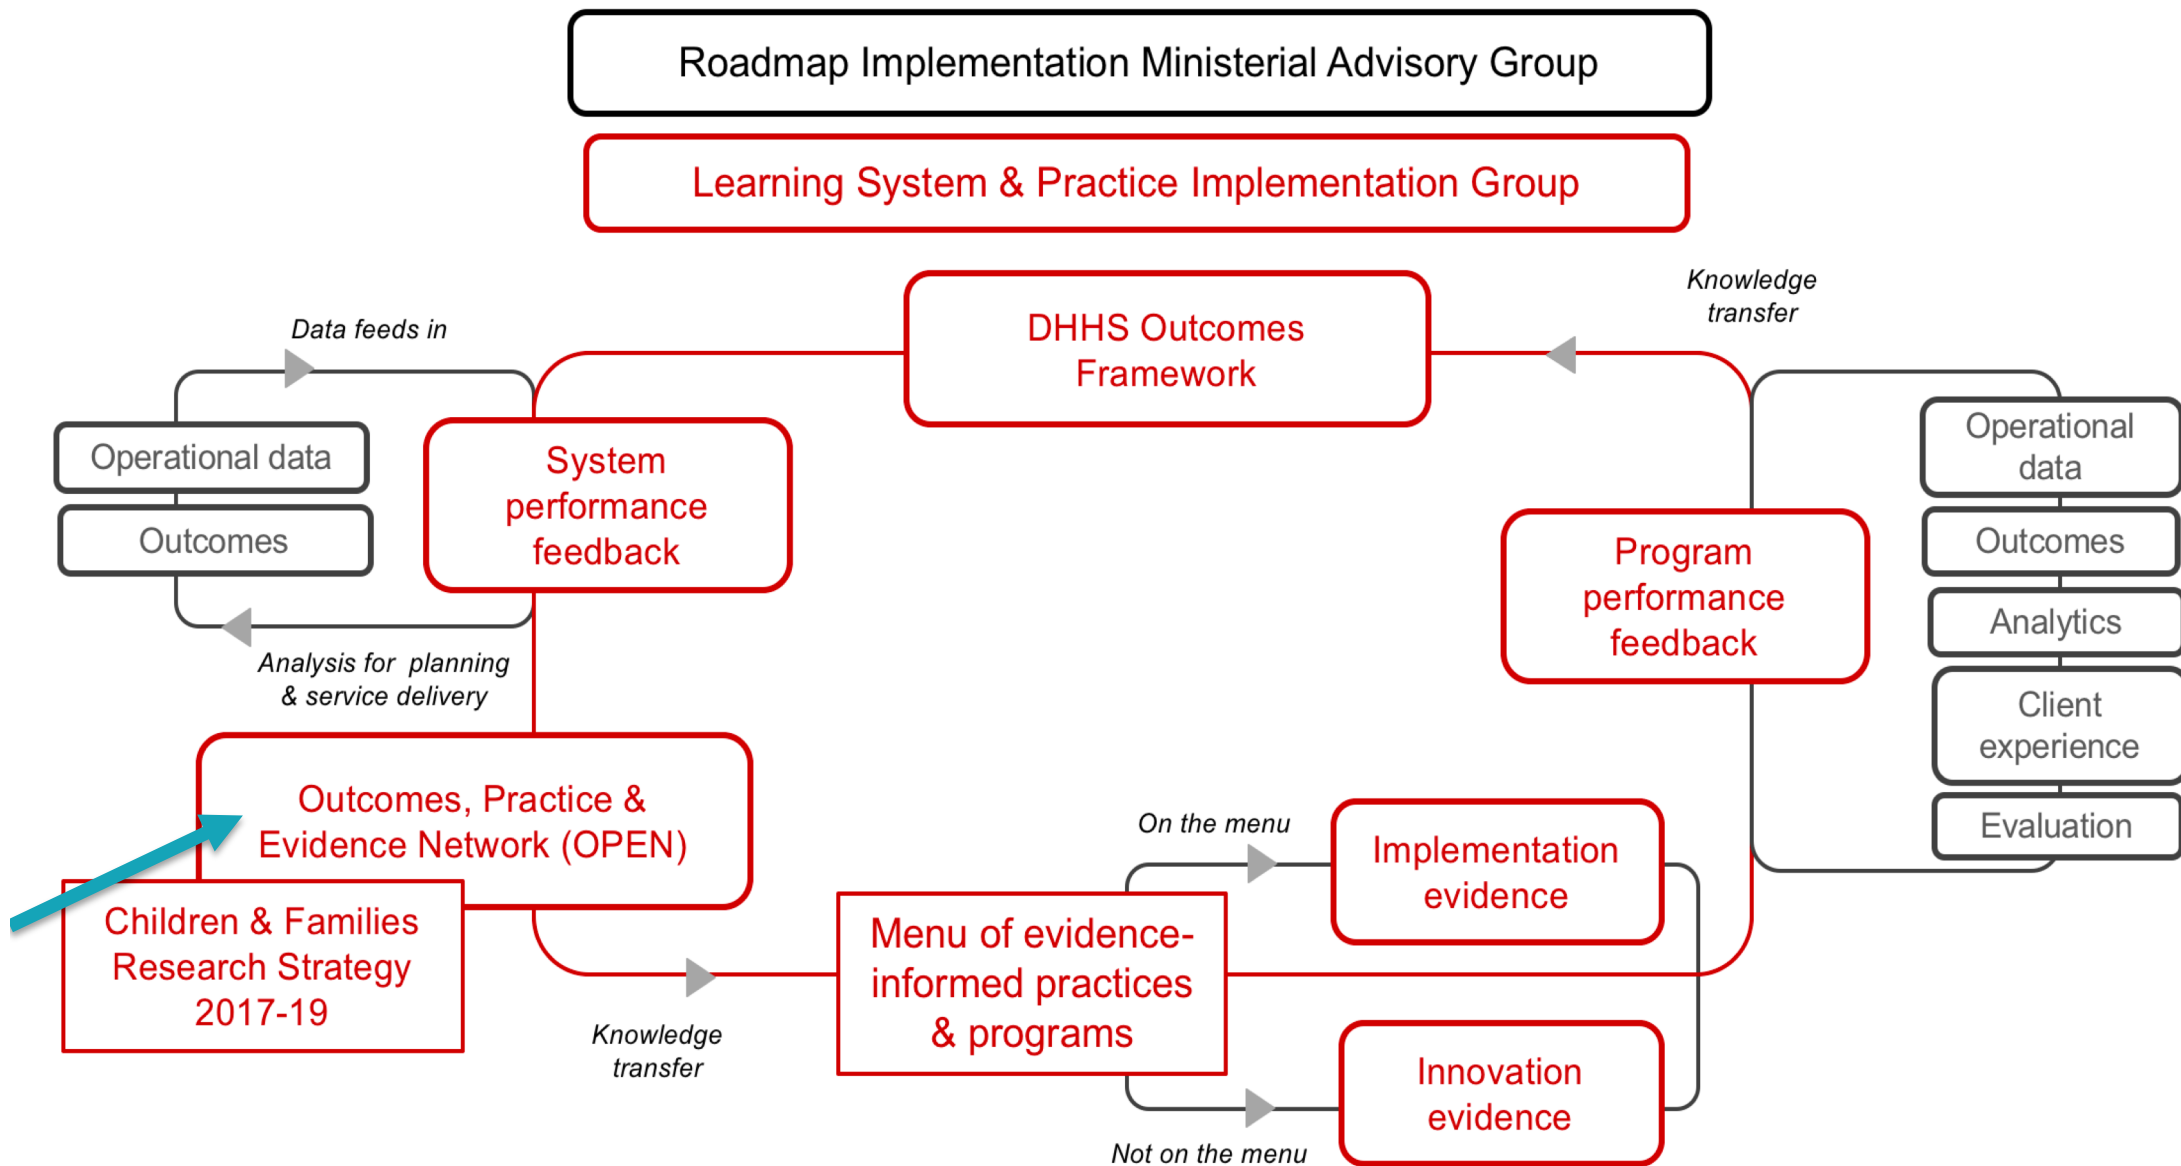 Roadmap Implementation Ministerial Advisory Group
Learning System & Practice Implementation Group
Knowledge
transfer
DHHS Outcomes
Framework
Data feeds in
Operational data
Outcomes
System
performance
feedback
Analysis for planning
& service delivery
Program
performance
feedback
Operational
data
Outcomes
Analytics
Client
experience
Evaluation
Outcomes, Practice &
Evidence Network (OPEN)
Children & Families
Research Strategy
2017-19
Knowledge
transfer
Menu of evidence-
informed practices
& programs
On the menu
Implementation
evidence
Innovation
evidence
Not on the menu